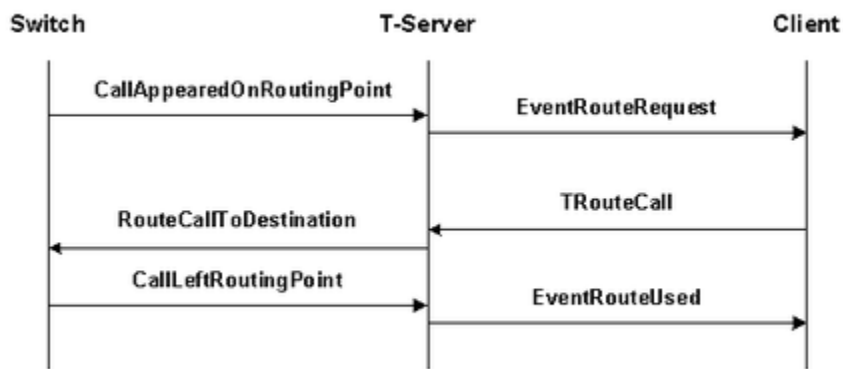 Switch
T-Server
Client
CallAppearedOnRoutingPoint
EventRouteRequest
TRouteCall
RouteCallToDestination
CallLeftRoutingPoint
EventRouteUsed